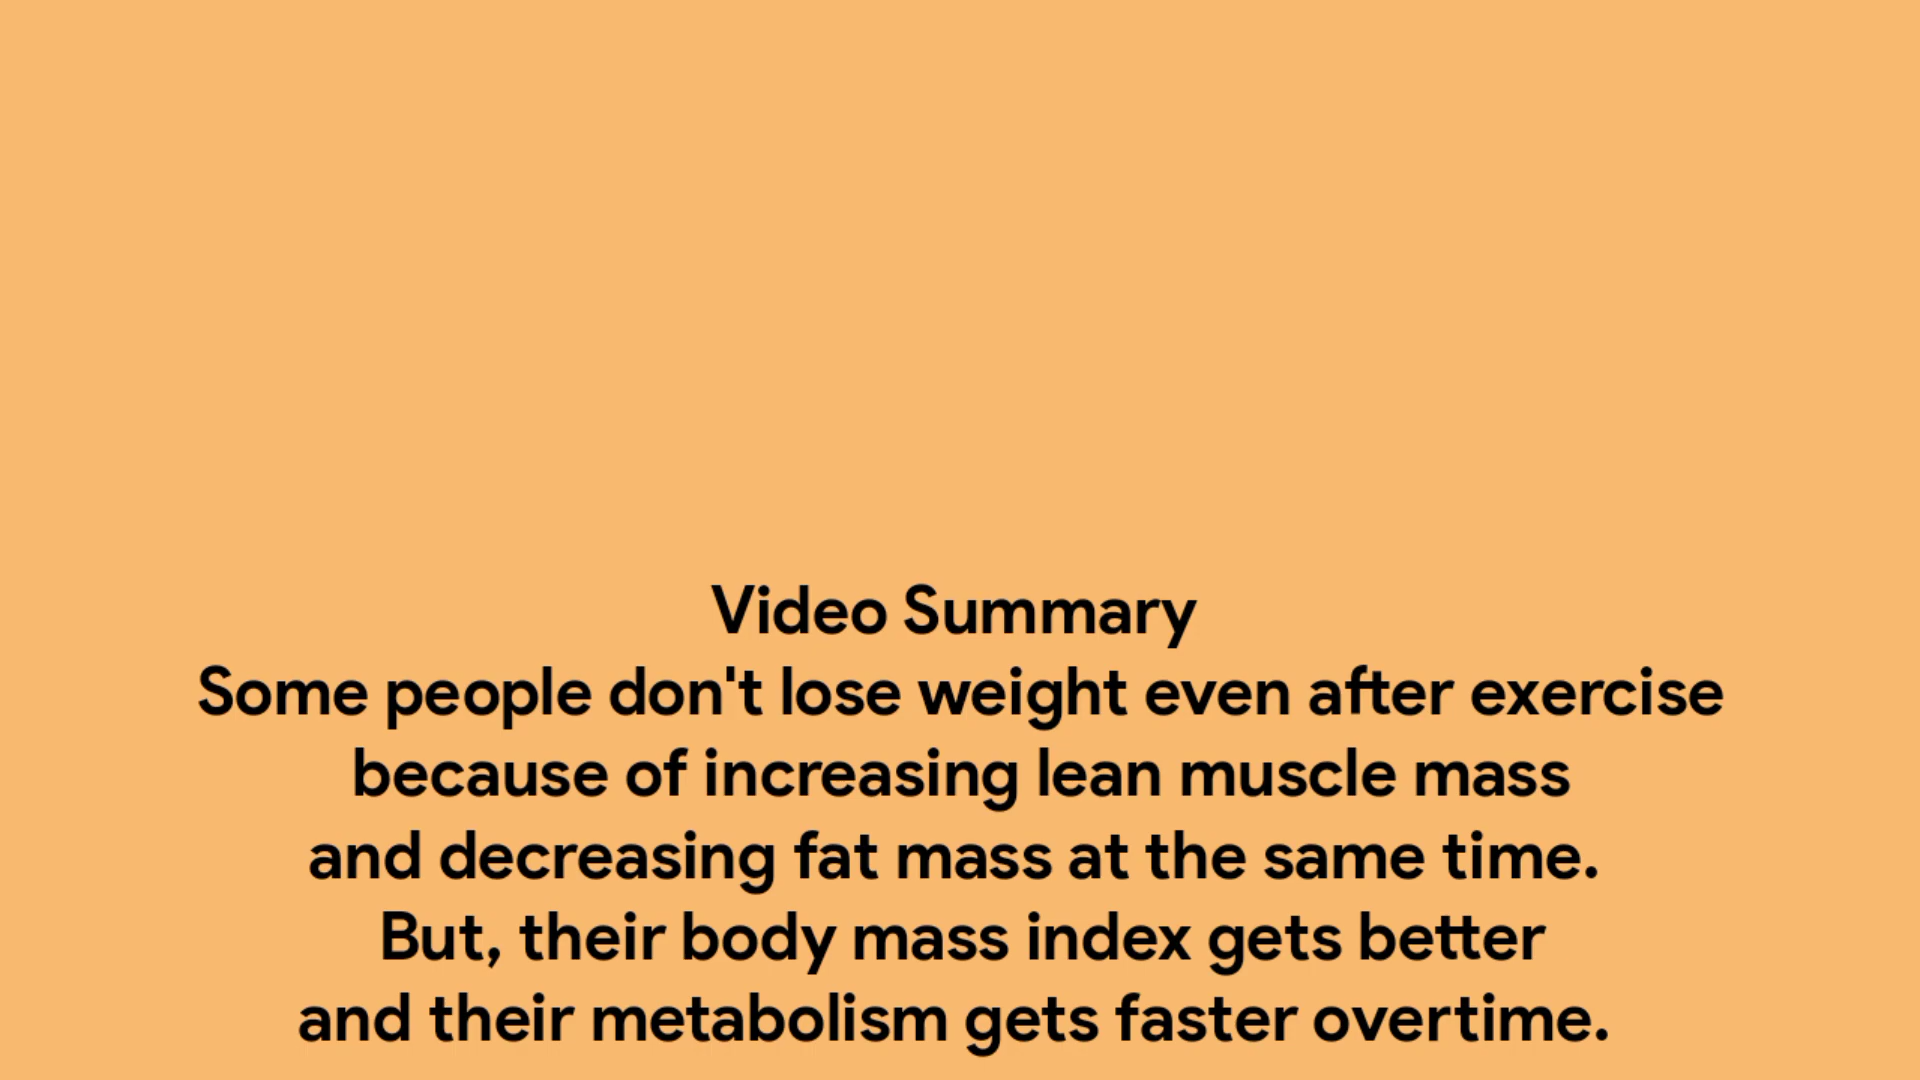 Video Summary
Some people don't lose weight even after exercise
because of increasing lean muscle mass
and decreasing fat mass at the same time.
But, their body mass index gets better
and their metabolism gets faster overtime.